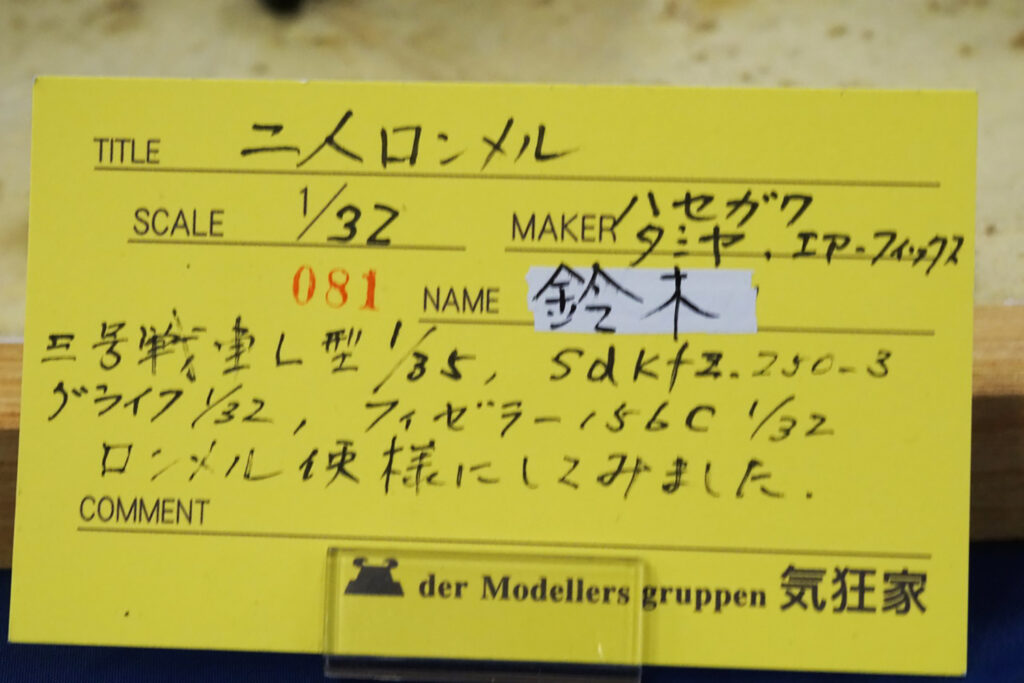 TITLE 二人ロンメル
SCALE 1/32 MAKER ハセガワ
タミヤ、エアーフィックス
081 NAME 鈴木
三号戦車L型 1/35, SdKfz.250-3
グライフ 1/32, フィゼラー156C 1/32
ロンメル使様にしてみました.
COMMENT
der Modellers gruppen 気狂家